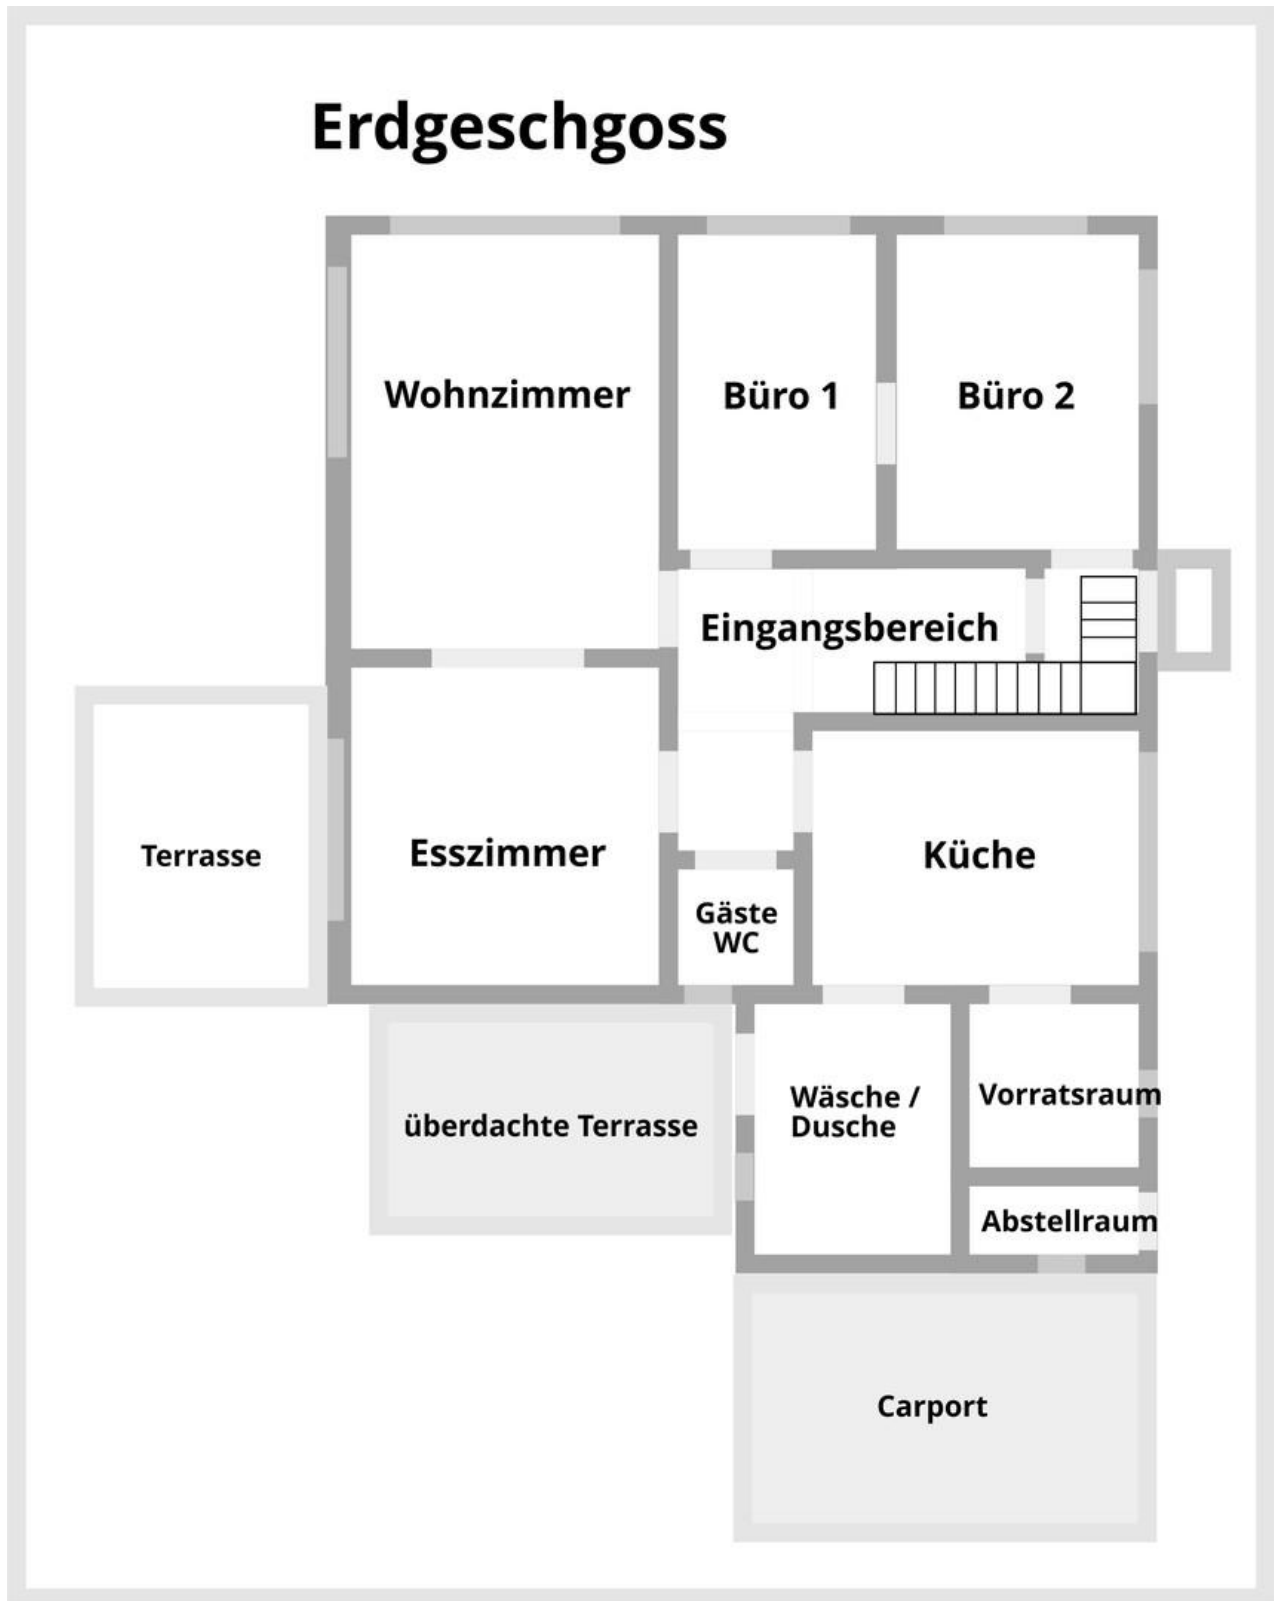 Erdgeschgoss
Wohnzimmer
Büro 1
Büro 2
Eingangsbereich
Terrasse
Esszimmer
Küche
Gäste
WC
überdachte Terrasse
Wäsche /
Dusche
Vorratsraum
Abstellraum
Carport